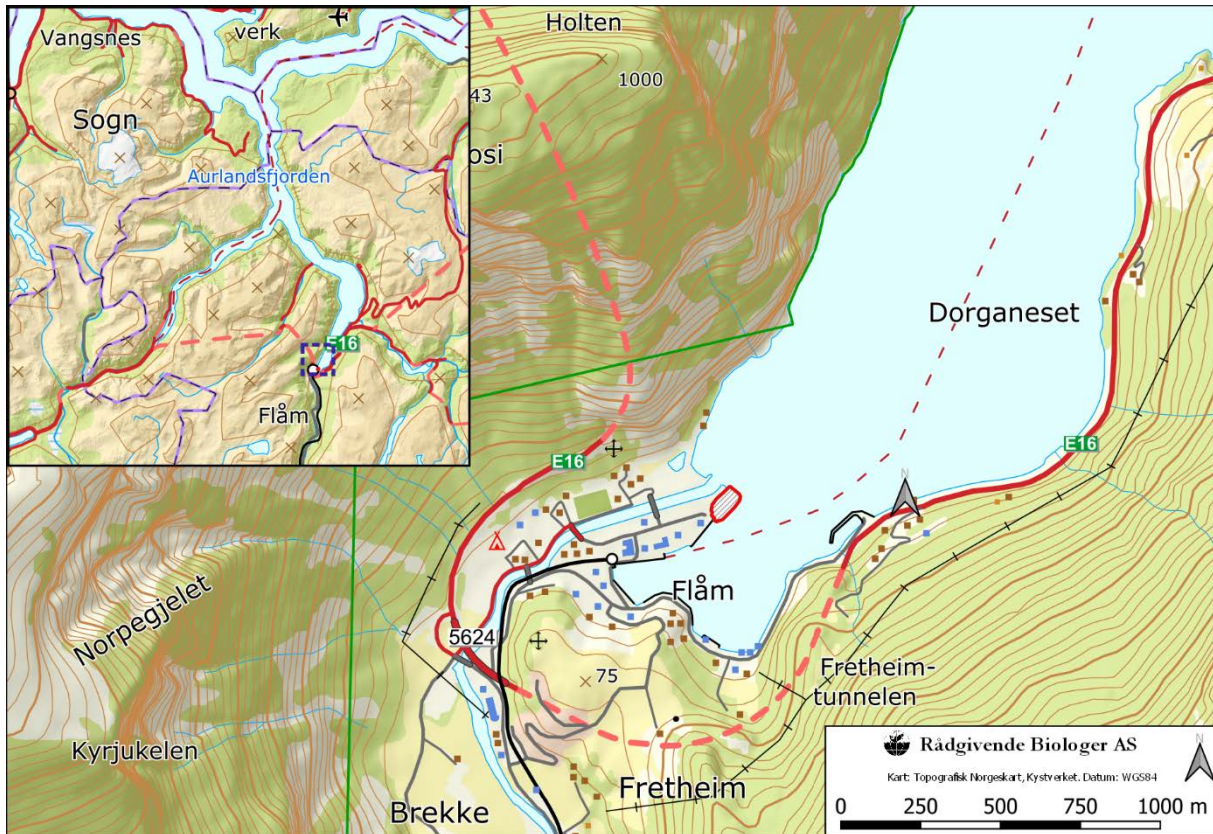 Vangsnes
verk
Sogn
Aurlandsfjorden
E16
Flåm
Holten
1000
43
osi
Dorganeset
E16
E16
Flåm
Norpegjelet
5624
75
Fretheim-
tunnelen
Kyrjukelen
Fretheim
Brekke
N
N
Rådgivende Biologer AS
Kart: Topografisk Norgeskart, Kystverket. Datum: WGS84
0 250 500 750 1000 m